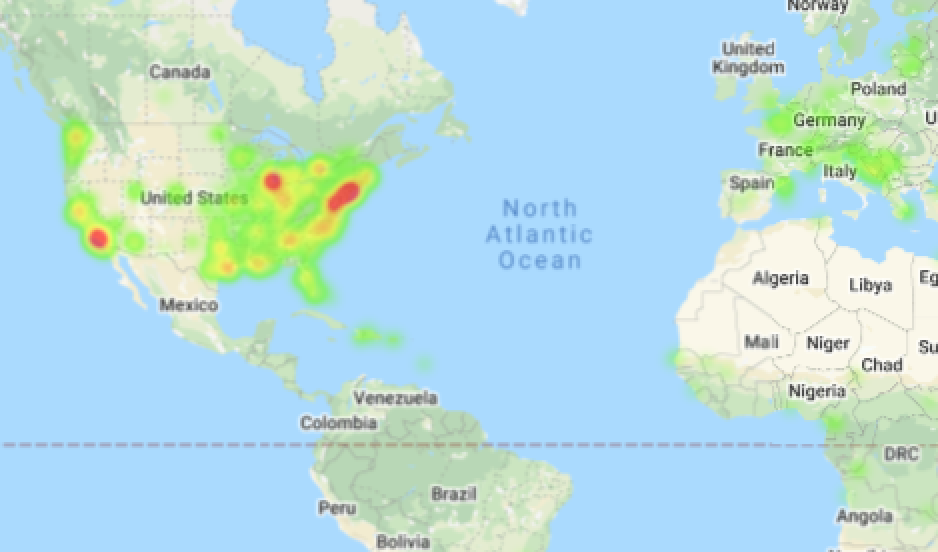 Norway
United
Kingdom
Canada
Poland
Germany
U
France
Italy
Spain
United States
North
Atlantic
Ocean
Algeria
Libya
Eg
Mexico
Mali
Niger
Su
Chad
Nigeria
Venezuela
Colombia
DRC
Brazil
Peru
Angola
Bolivia